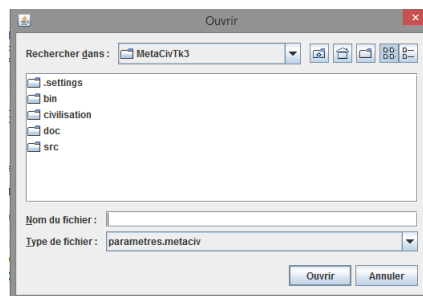 Ouvrir
Rechercher dans : MetaCivTk3
.settings
bin
civilisation
doc
src
Nom du fichier :
Type de fichier : parametres.metaciv
Ouvrir Annuler